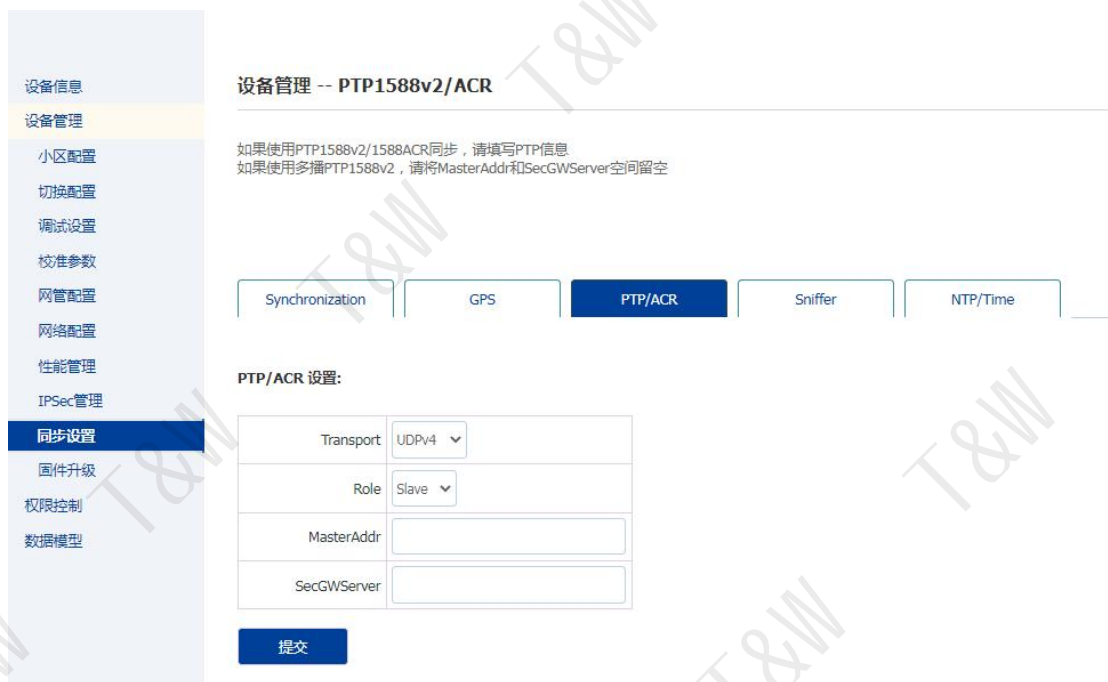 设备信息
设备管理
小区配置
切换配置
调试设置
校准参数
网管配置
网络配置
性能管理
IPSec管理
同步设置
固件升级
权限控制
数据模型
设备管理 -- PTP1588v2/ACR
如果使用PTP1588v2/1588ACR同步，请填写PTP信息
如果使用多播PTP1588v2，请将MasterAddr和SecGWServer空间留空
Synchronization
GPS
PTP/ACR
Sniffer
NTP/Time
PTP/ACR 设置:
Transport UDPv4
Role Slave
MasterAddr
SecGWServer
提交
T&W
T&W
T&W
T&W
T&W
W